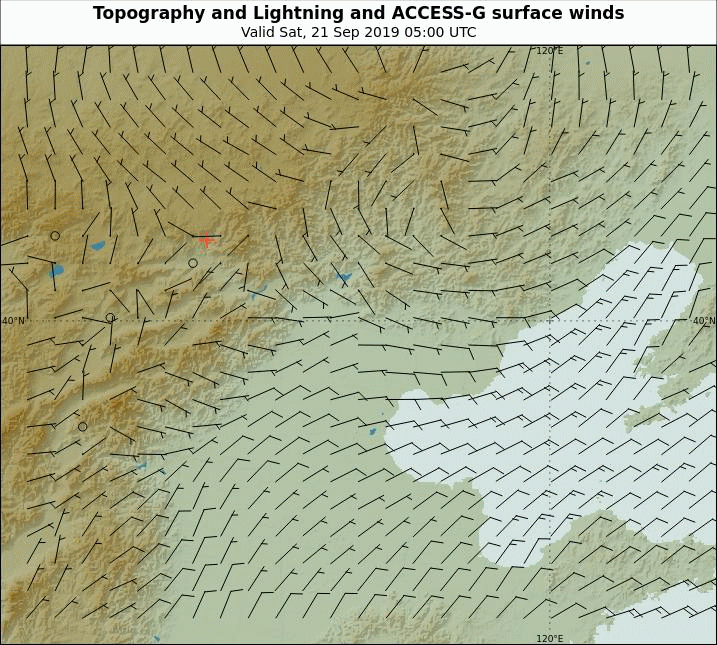 Topography and Lightning and ACCESS-G surface winds
Valid Sat, 21 Sep 2019 05:00 UTC
120°E
40°N
40°N
120°E